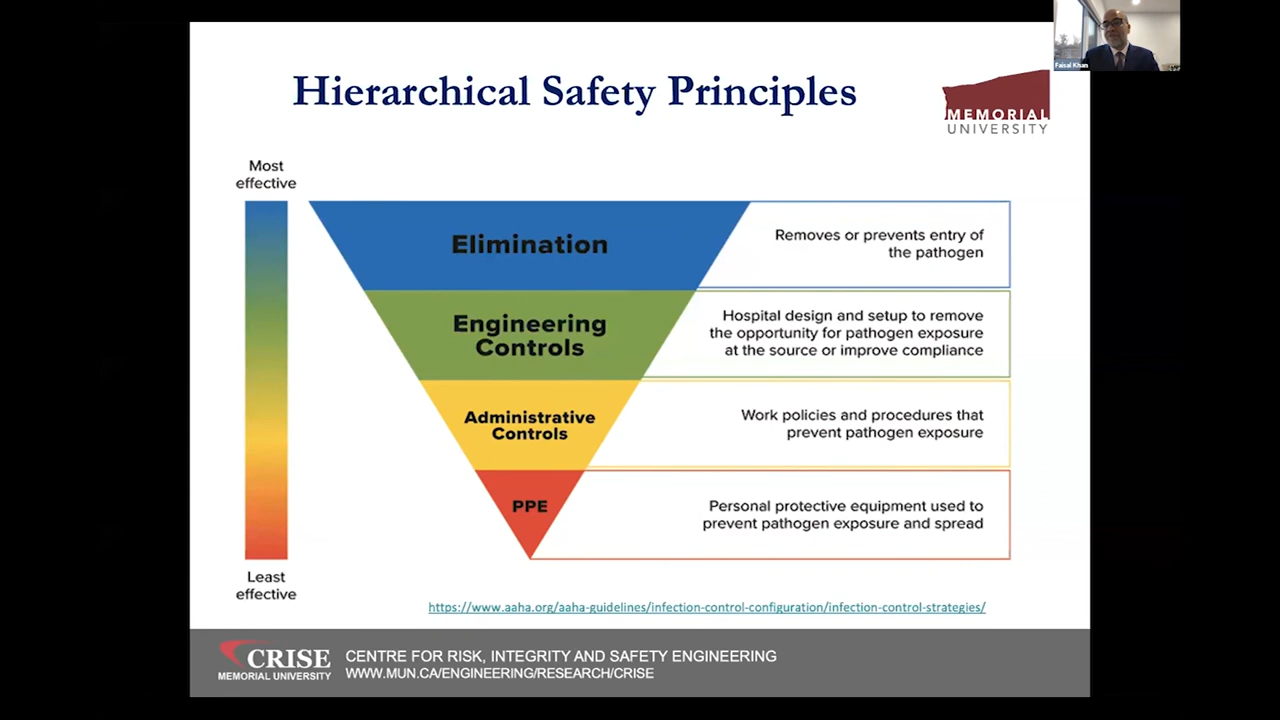 Faisal Khan
Hierarchical Safety Principles
MEMORIAL
UNIVERSITY
Most
effective
Elimination
Removes or prevents entry of
the pathogen
Engineering
Controls
Hospital design and setup to remove
the opportunity for pathogen exposure
at the source or improve compliance
Administrative
Controls
Work policies and procedures that
prevent pathogen exposure
PPE
Personal protective equipment used to
prevent pathogen exposure and spread
Least
effective
https://www.aaha.org/aaha-guidelines/infection-control-configuration/infection-control-strategies/
CRISE
MEMORIAL UNIVERSITY
CENTRE FOR RISK, INTEGRITY AND SAFETY ENGINEERING
WWW.MUN.CA/ENGINEERING/RESEARCH/CRISE